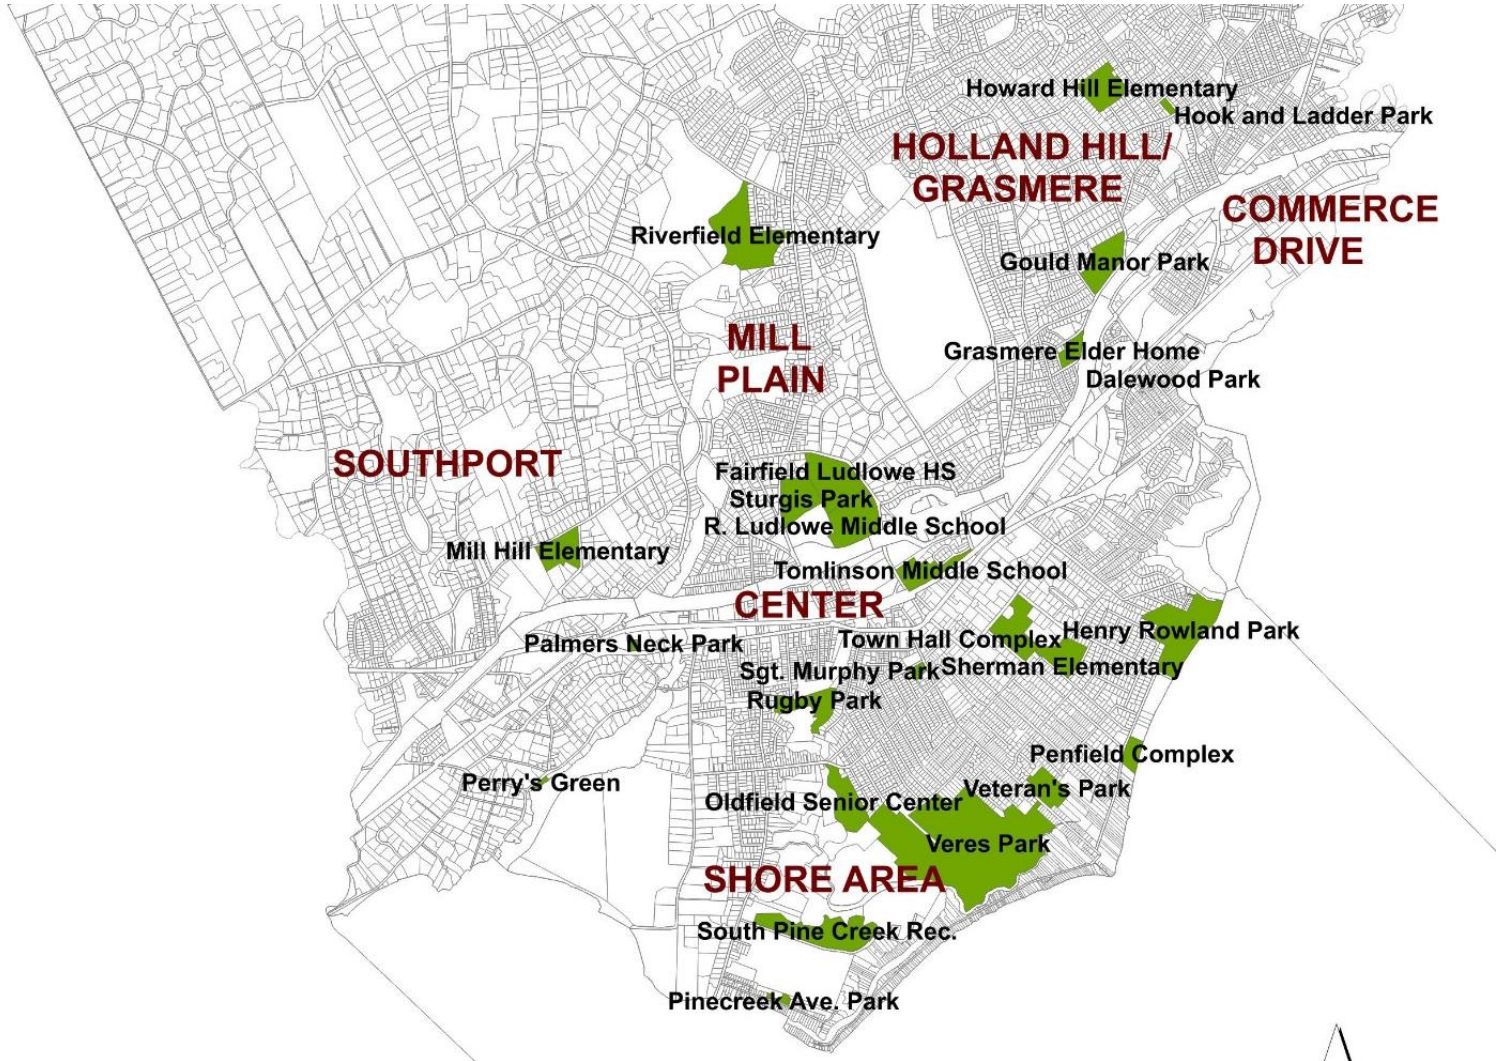 Howard Hill Elementary
Hook and Ladder Park
HOLLAND HILL/
GRASMERE
COMMERCE
DRIVE
Riverfield Elementary
Gould Manor Park
MILL
PLAIN
Grasmere Elder Home
Dalewood Park
SOUTHPORT
Fairfield Ludlowe HS
Sturgis Park
R. Ludlowe Middle School
Mill Hill Elementary
Tomlinson Middle School
CENTER
Palmers Neck Park
Town Hall Complex
Henry Rowland Park
Sgt. Murphy Park
Sherman Elementary
Rugby Park
Penfield Complex
Perry's Green
Oldfield Senior Center
Veteran's Park
Veres Park
SHORE AREA
South Pine Creek Rec.
Pinecreek Ave. Park